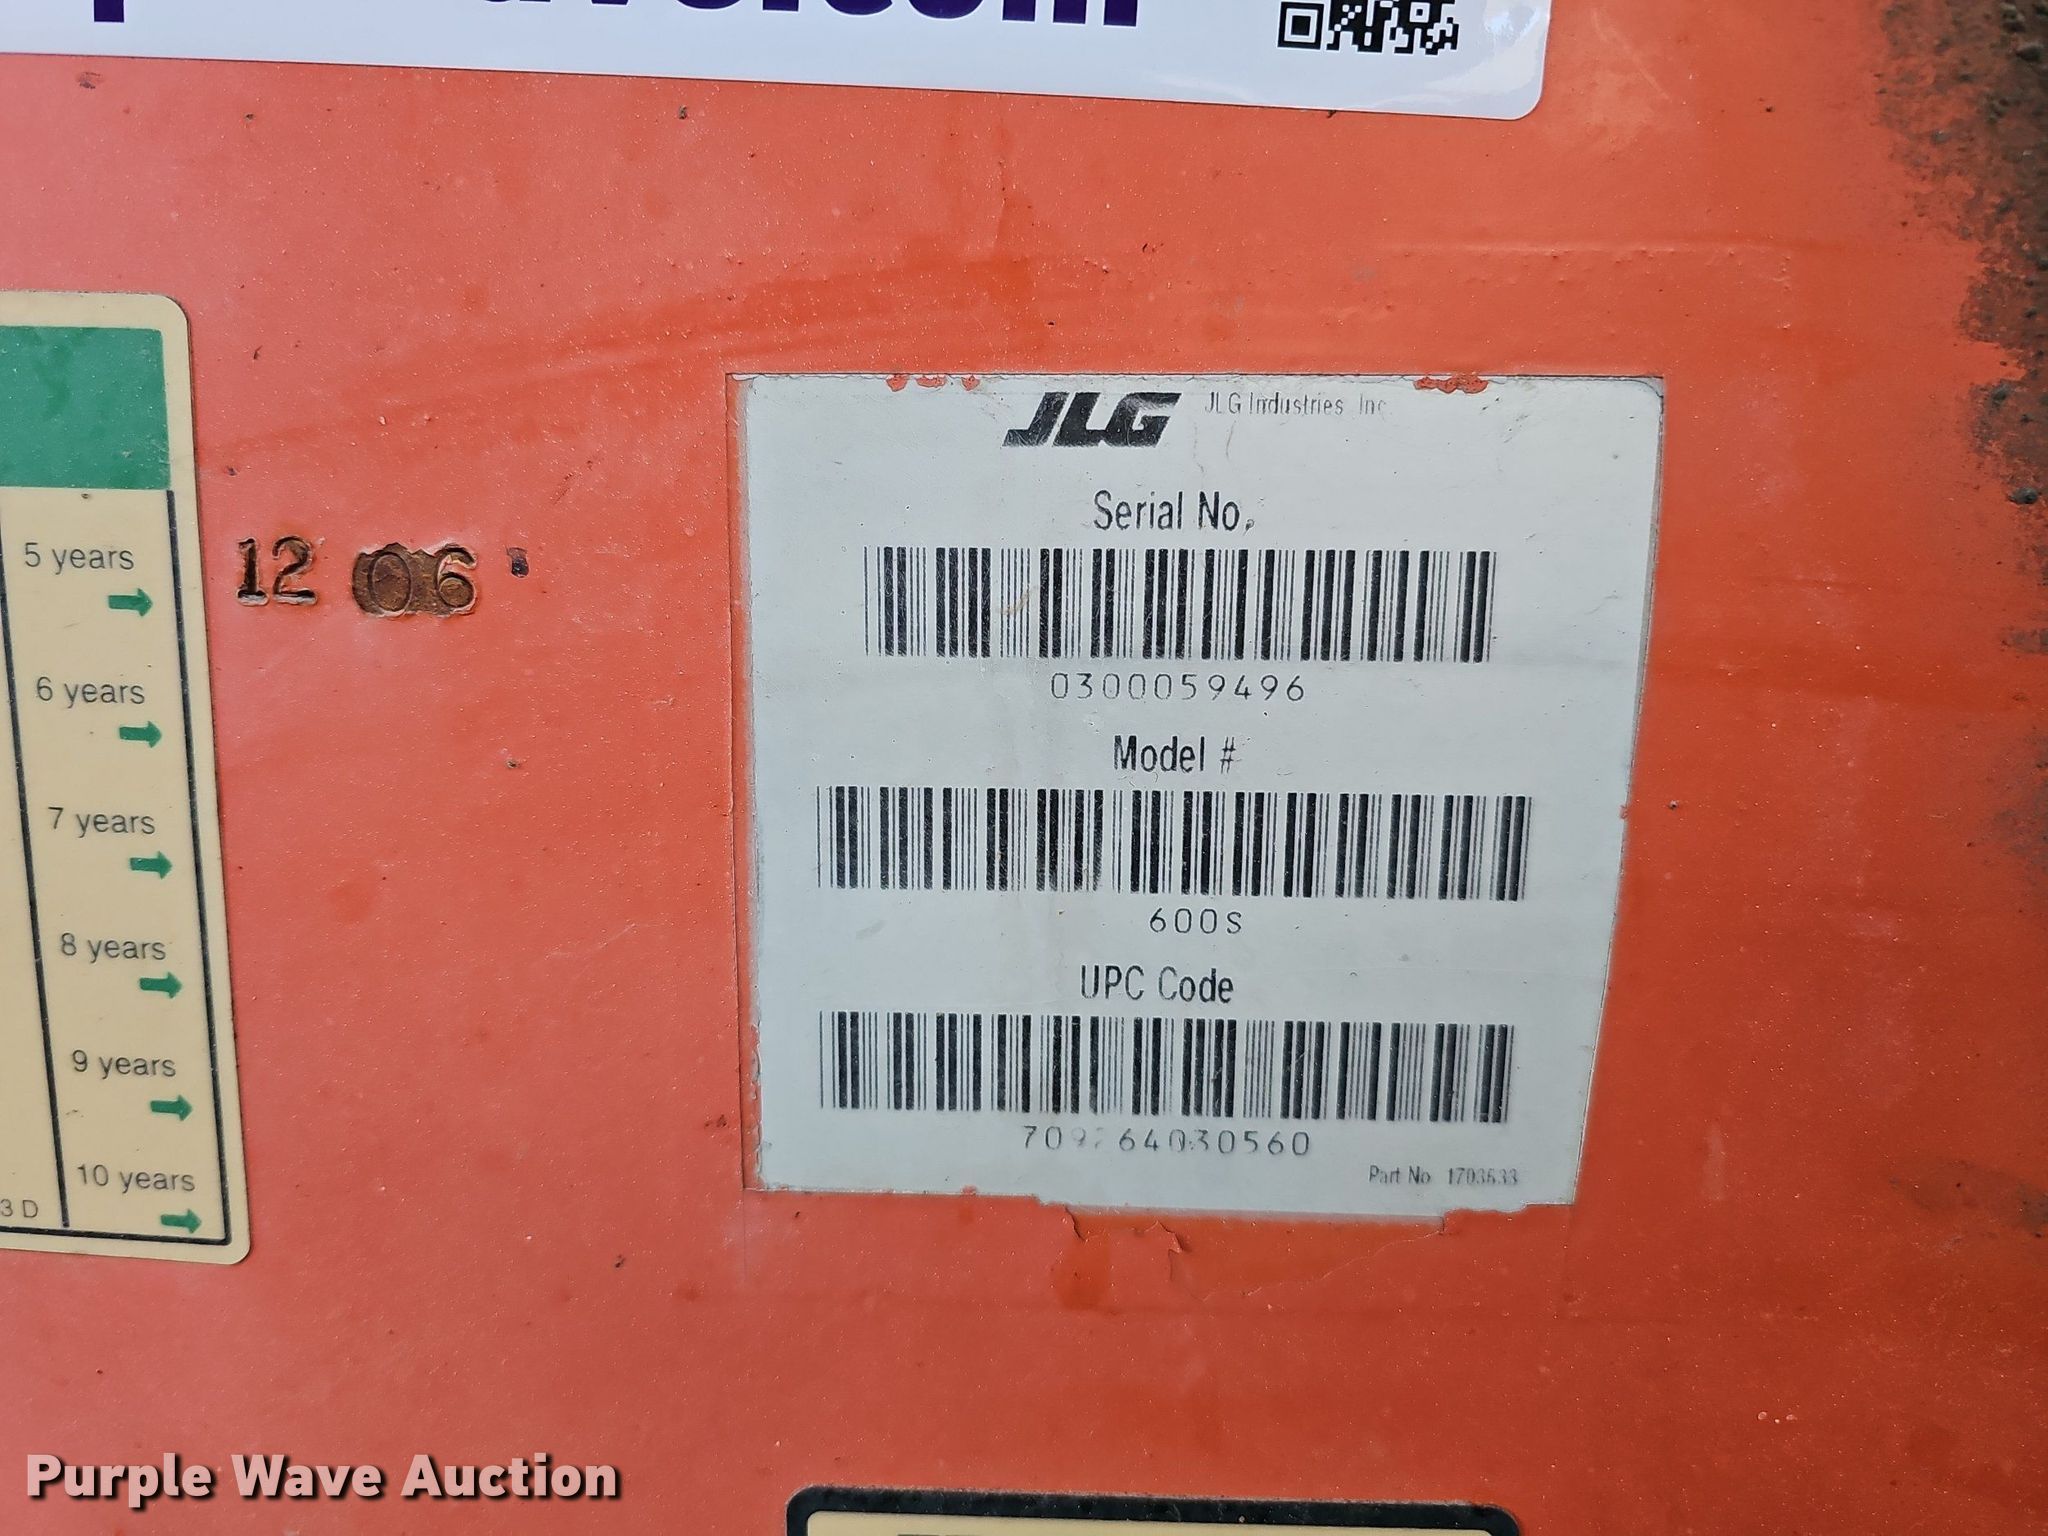 JLG JLG Industries, Inc.
Serial No.
0300059496
Model #
600S
UPC Code
Part No
12 06
5 years
6 years
7 years
8 years
9 years
10 years
3 D
Purple Wave Auction